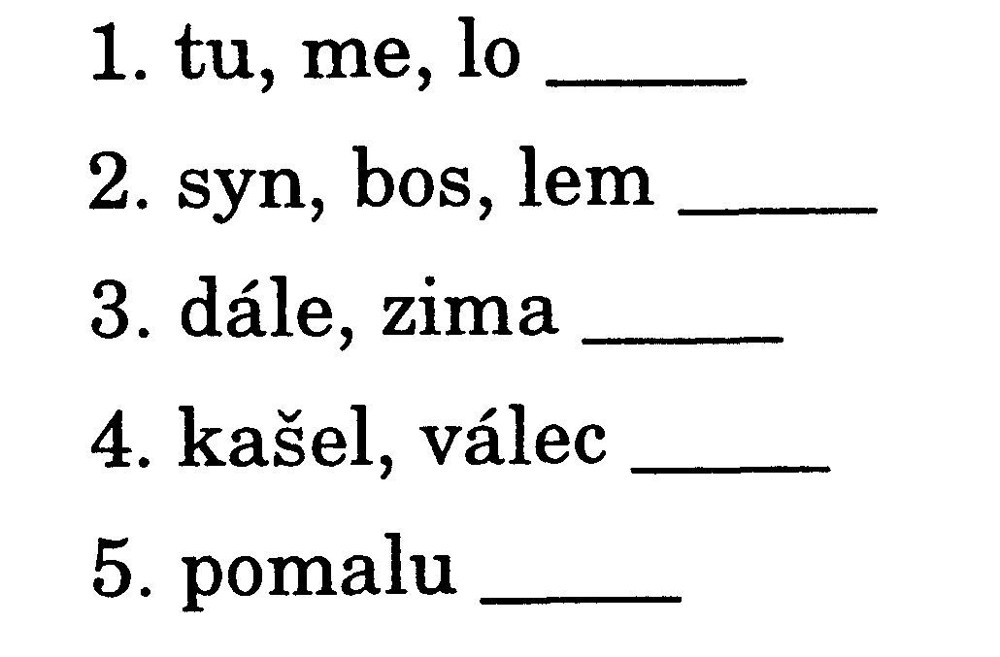 1. tu, me, lo _____
2. syn, bos, lem _____
3. dále, zima _____
4. kašel, válec _____
5. pomalu _____